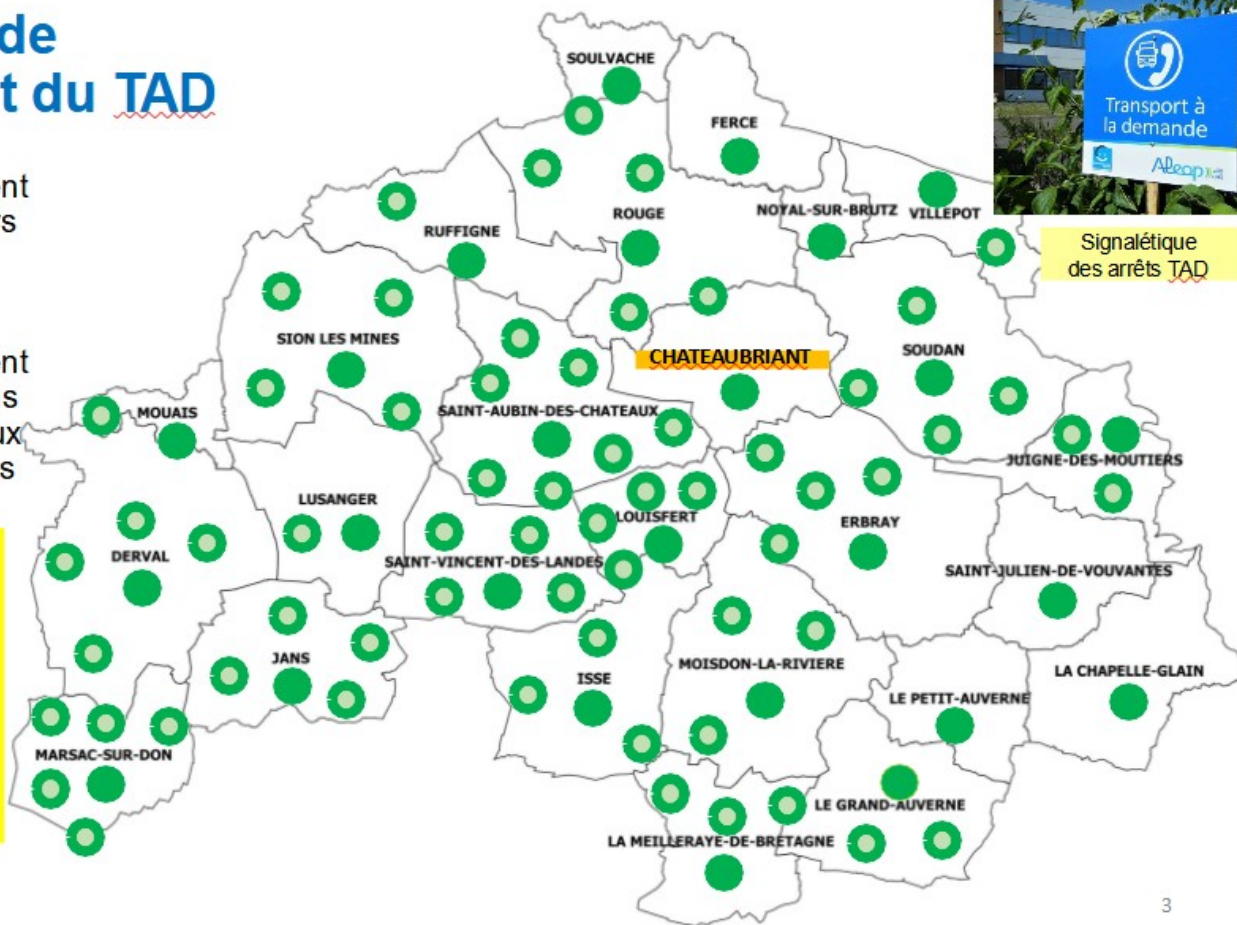 de
t du TAD
ent
rs
ent
s
ux
s
Transport à
la demande
Aleop
Signalétique
des arrêts TAD
SOULVACHE
FERCE
ROUGE
NOYAL-SUR-BRUTZ
VILLEPOT
RUFFIGNE
SION LES MINES
CHATEAUBRIANT
SOUDAN
MOUAIS
SAINT-AUBIN-DES-CHATEAUX
JUIGNE-DES-MOUTIERS
LUSANGER
LOUISFERT
ERBRAY
DERVAL
SAINT-VINCENT-DES-LANDES
SAINT-JULIEN-DE-VOUVANTES
JANS
ISSE
MOISDON-LA-RIVIERE
LA CHAPELLE-GLAIN
LE PETIT-AUVERNE
MARSAC-SUR-DON
LE GRAND-AUVERNE
LA MEILLERAYE-DE-BRETAGNE
3